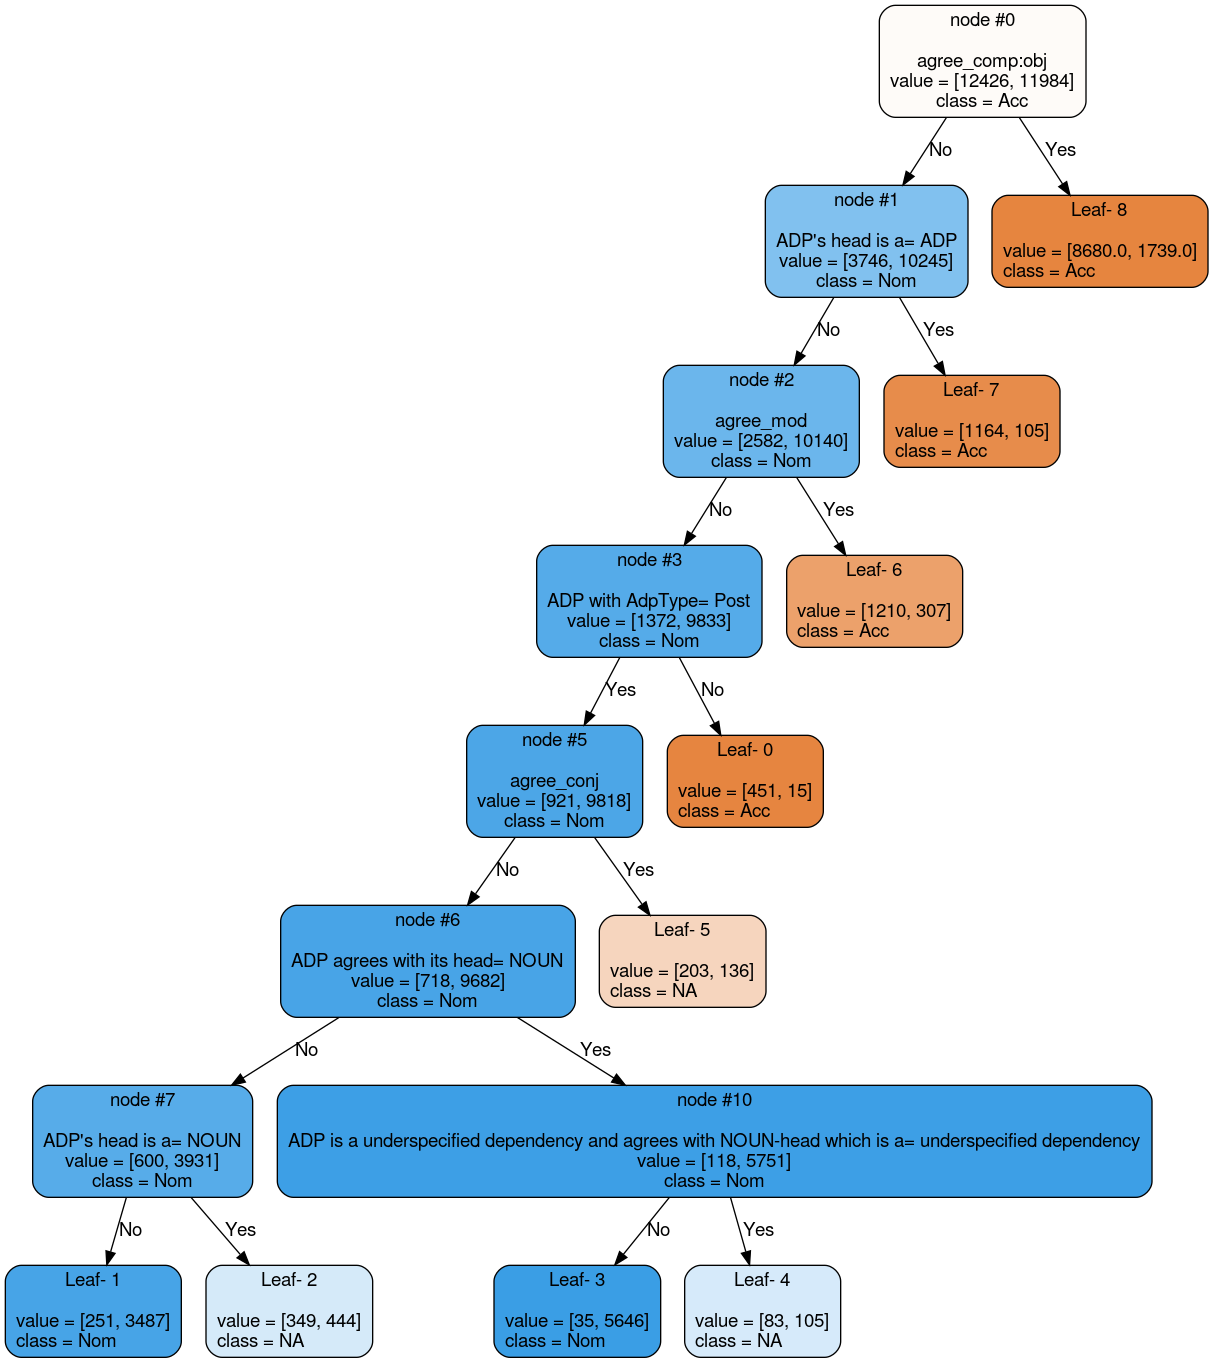 node #0
agree_comp:obj
value = [12426, 11984]
class = Acc
No
Yes
node #1
ADP's head is a= ADP
value = [3746, 10245]
class = Nom
Leaf- 8
value = [8680.0, 1739.0]
class = Acc
No
Yes
node #2
agree_mod
value = [2582, 10140]
class = Nom
Leaf- 7
value = [1164, 105]
class = Acc
No
Yes
node #3
ADP with AdpType= Post
value = [1372, 9833]
class = Nom
Leaf- 6
value = [1210, 307]
class = Acc
Yes
No
node #5
agree_conj
value = [921, 9818]
class = Nom
Leaf- 0
value = [451, 15]
class = Acc
No
Yes
node #6
ADP agrees with its head= NOUN
value = [718, 9682]
class = Nom
Leaf- 5
value = [203, 136]
class = NA
No
Yes
node #7
ADP's head is a= NOUN
value = [600, 3931]
class = Nom
node #10
ADP is a underspecified dependency and agrees with NOUN-head which is a= underspecified dependency
value = [118, 5751]
class = Nom
No
Yes
No
Yes
Leaf- 1
value = [251, 3487]
class = Nom
Leaf- 2
value = [349, 444]
class = NA
Leaf- 3
value = [35, 5646]
class = Nom
Leaf- 4
value = [83, 105]
class = NA